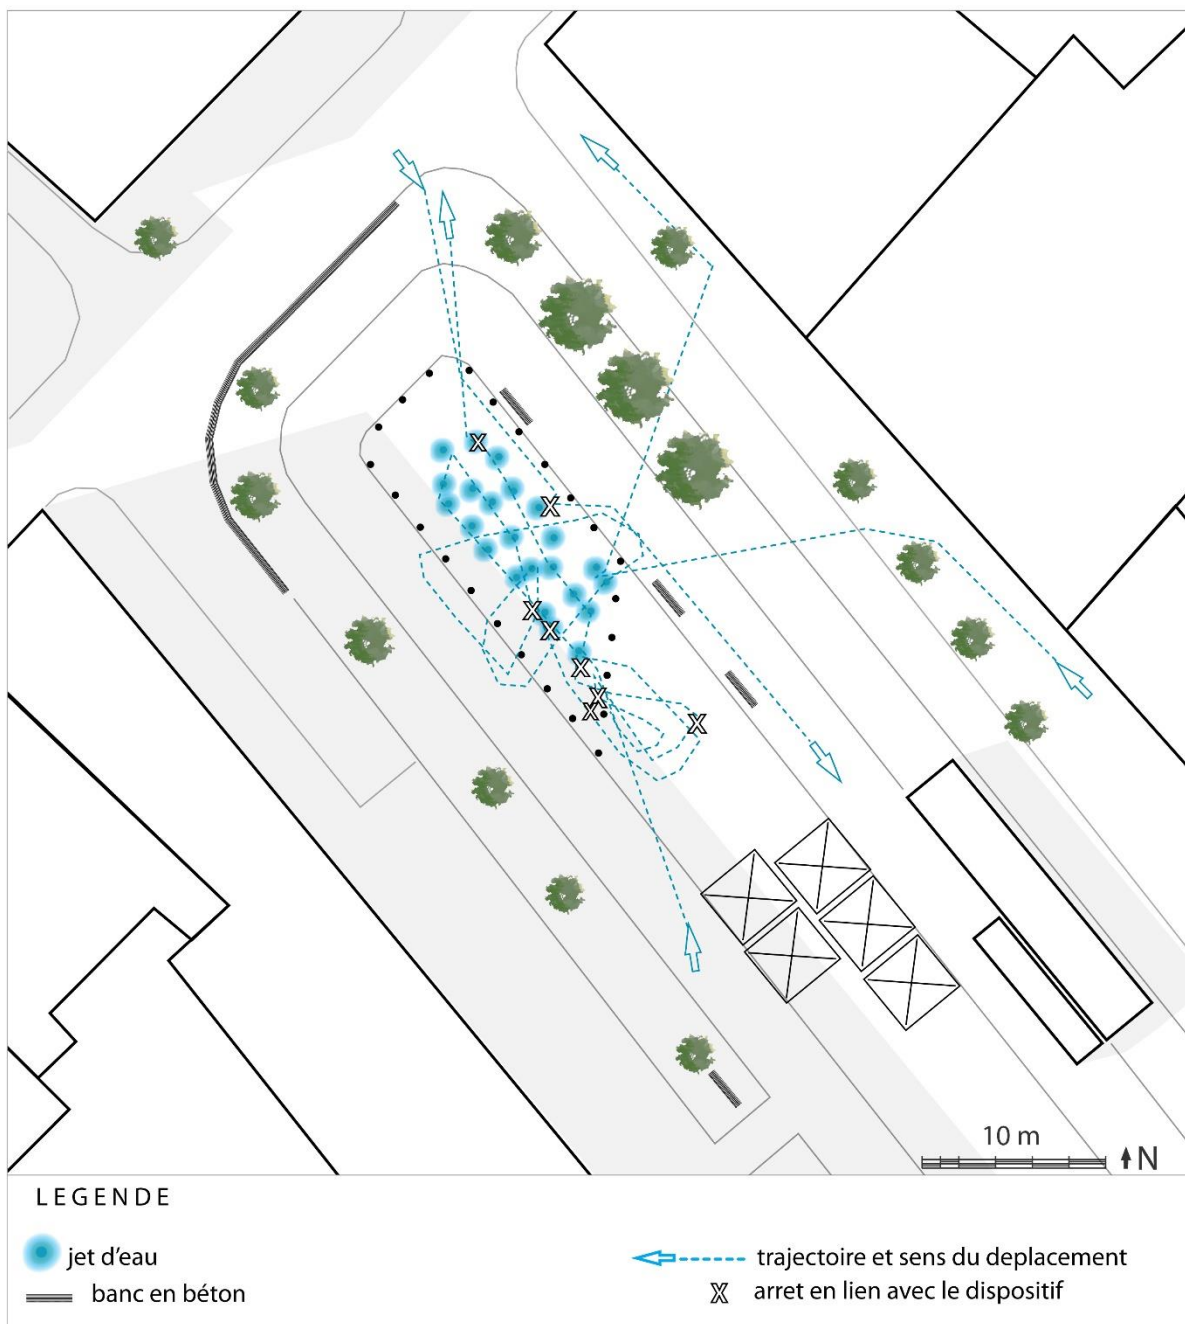 10 m
N
LEGENDE
jet d'eau
trajectoire et sens du deplacement
banc en béton
X arret en lien avec le dispositif